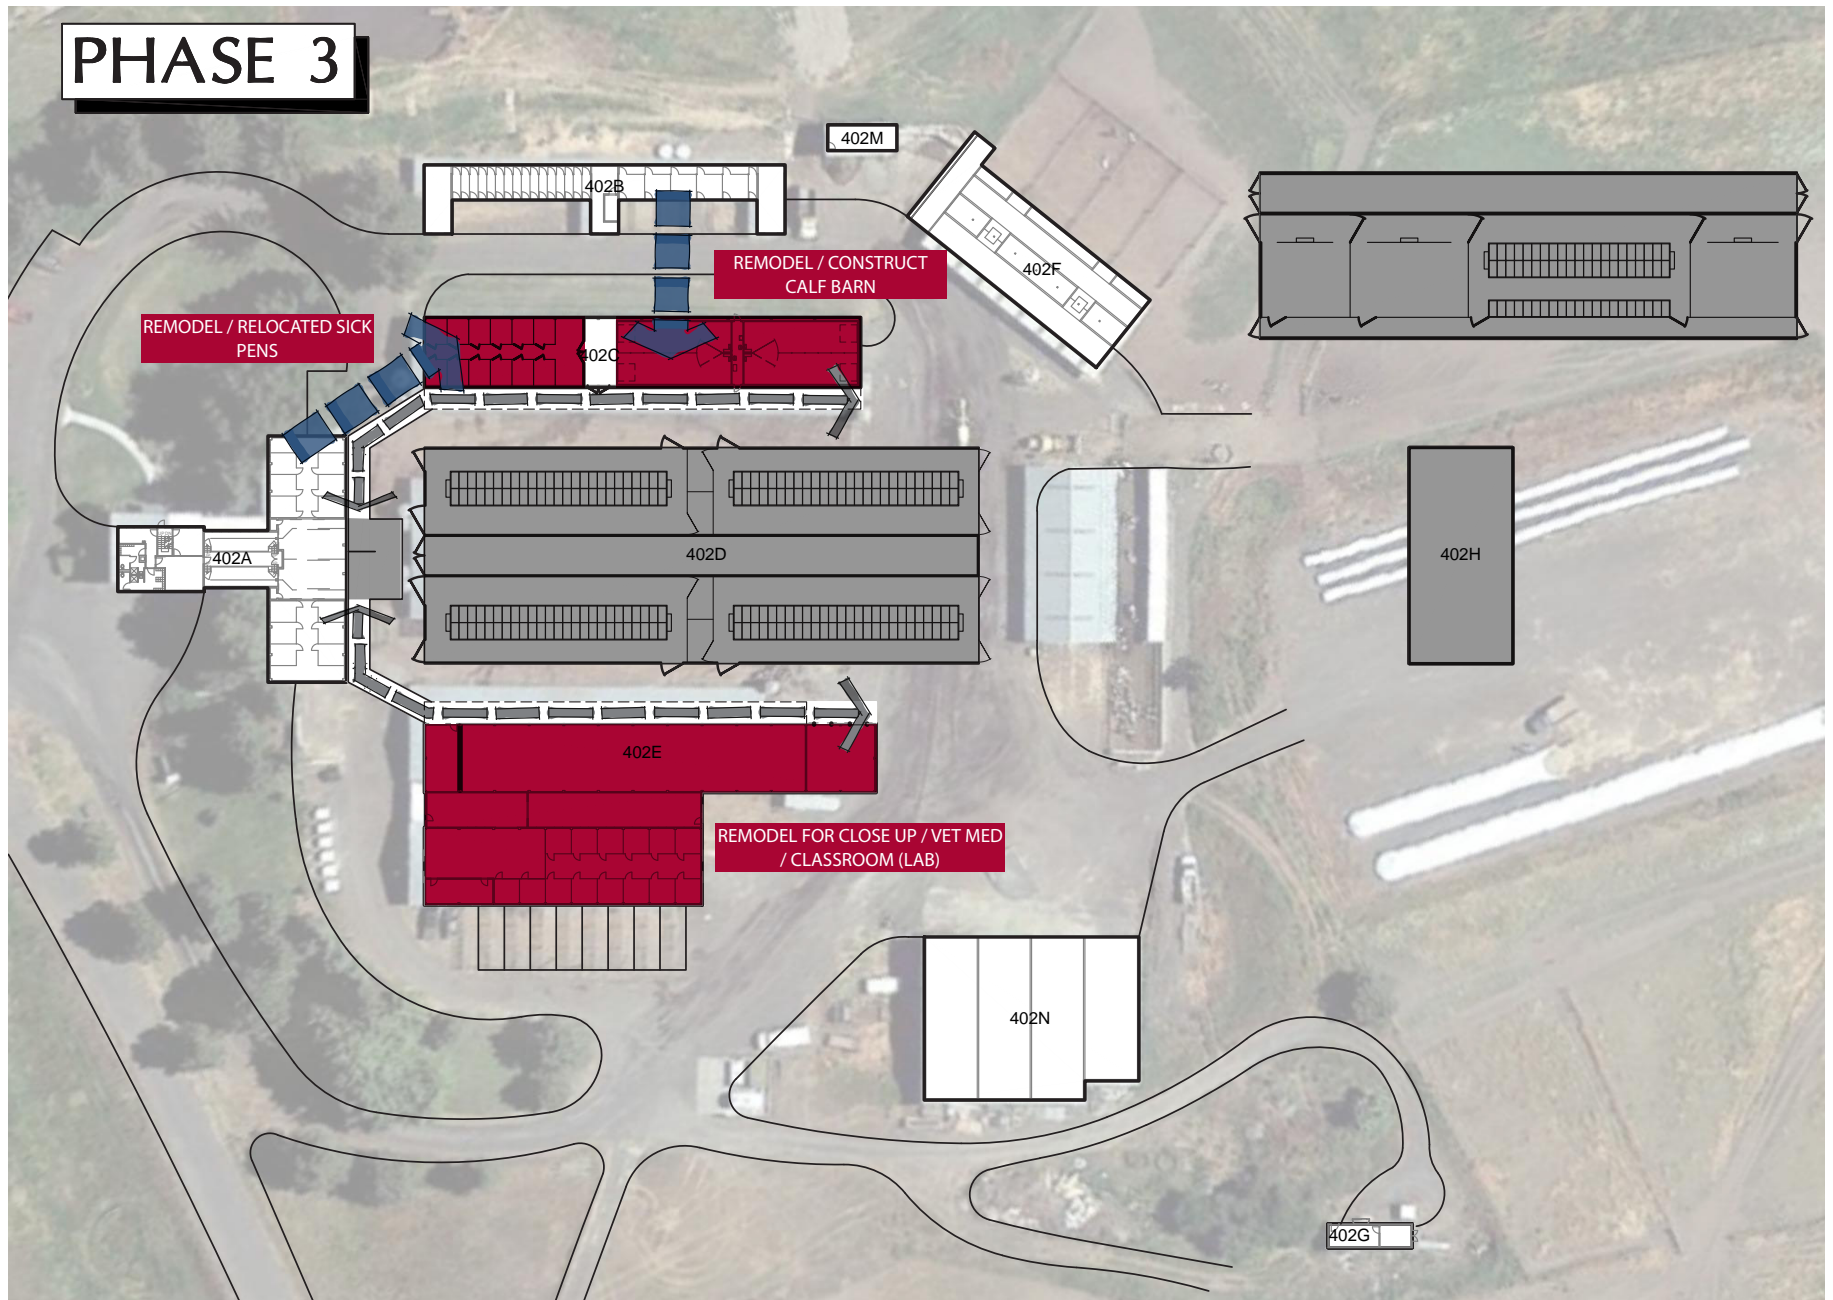 PHASE 3
402M
402B
REMODEL / CONSTRUCT
CALF BARN
402F
REMODEL / RELOCATED SICK
PENS
402C
402A
402D
402H
402E
REMODEL FOR CLOSE UP / VET MED
/ CLASSROOM (LAB)
402N
402G